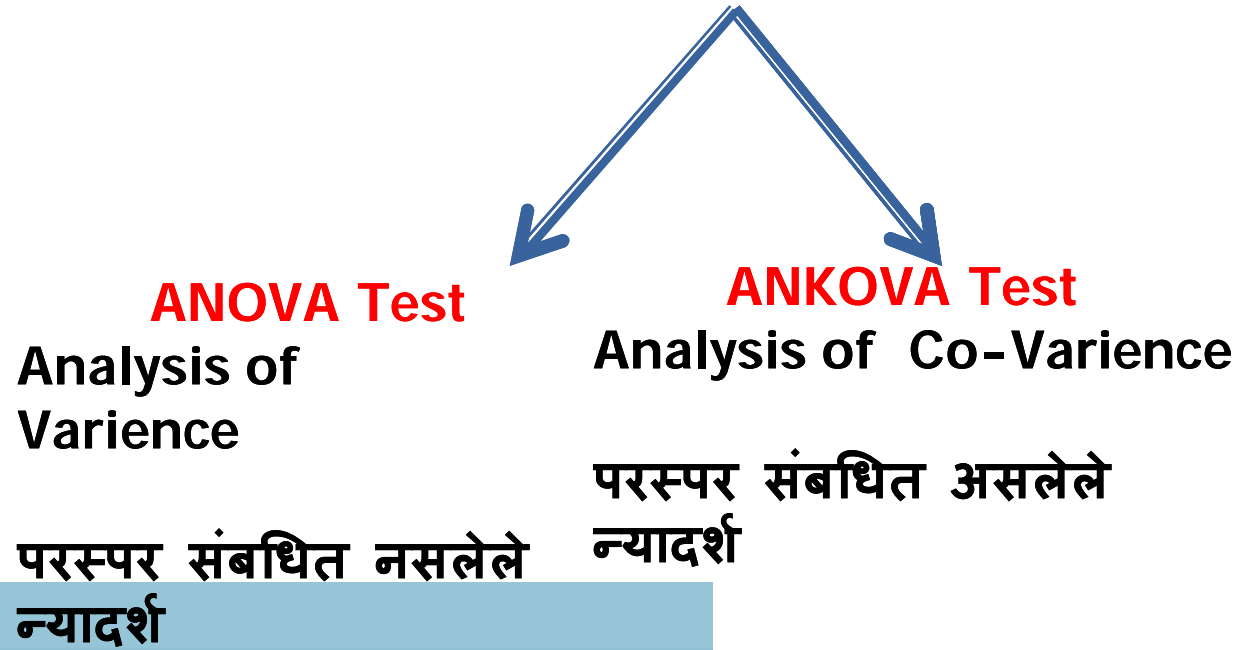 ANOVA Test
Analysis of
Varience
परस्पर संबधित नसलेले
न्यादर्श
ANKOVA Test
Analysis of Co-Varience
परस्पर संबधित असलेले
न्यादर्श